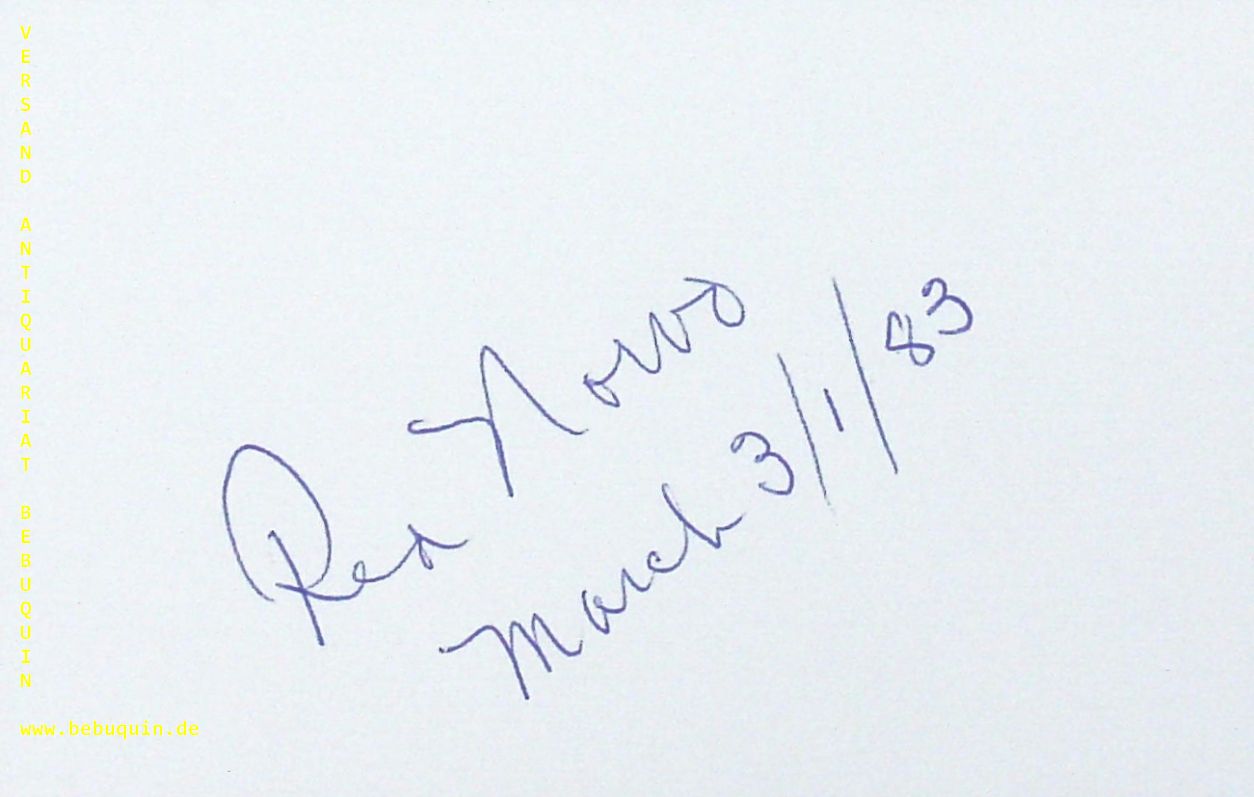 VERSAND ANTIQUARIAT BEBUQUIN
Red Norvo
March 3/1/83
www.bebuquin.de